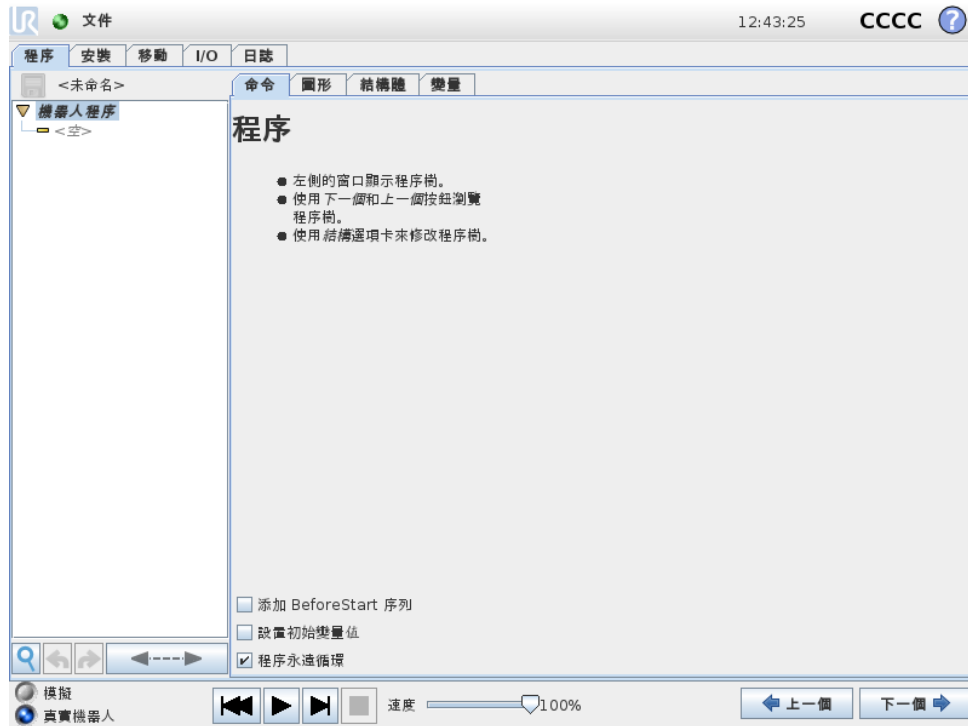 UR 文件 12:43:25 CCCC ?
程序 安裝 移動 I/O 日誌
<未命名> 命令 圖形 結構體 變量
機器人程序
<空>
程序
左側的窗口顯示程序樹。
使用下一個和上一個按鈕瀏覽
程序樹。
使用結構選項卡來修改程序樹。
添加 BeforeStart 序列
設置初始變量值
程序永遠循環
模擬
真實機器人
速度 100% 上一個 下一個